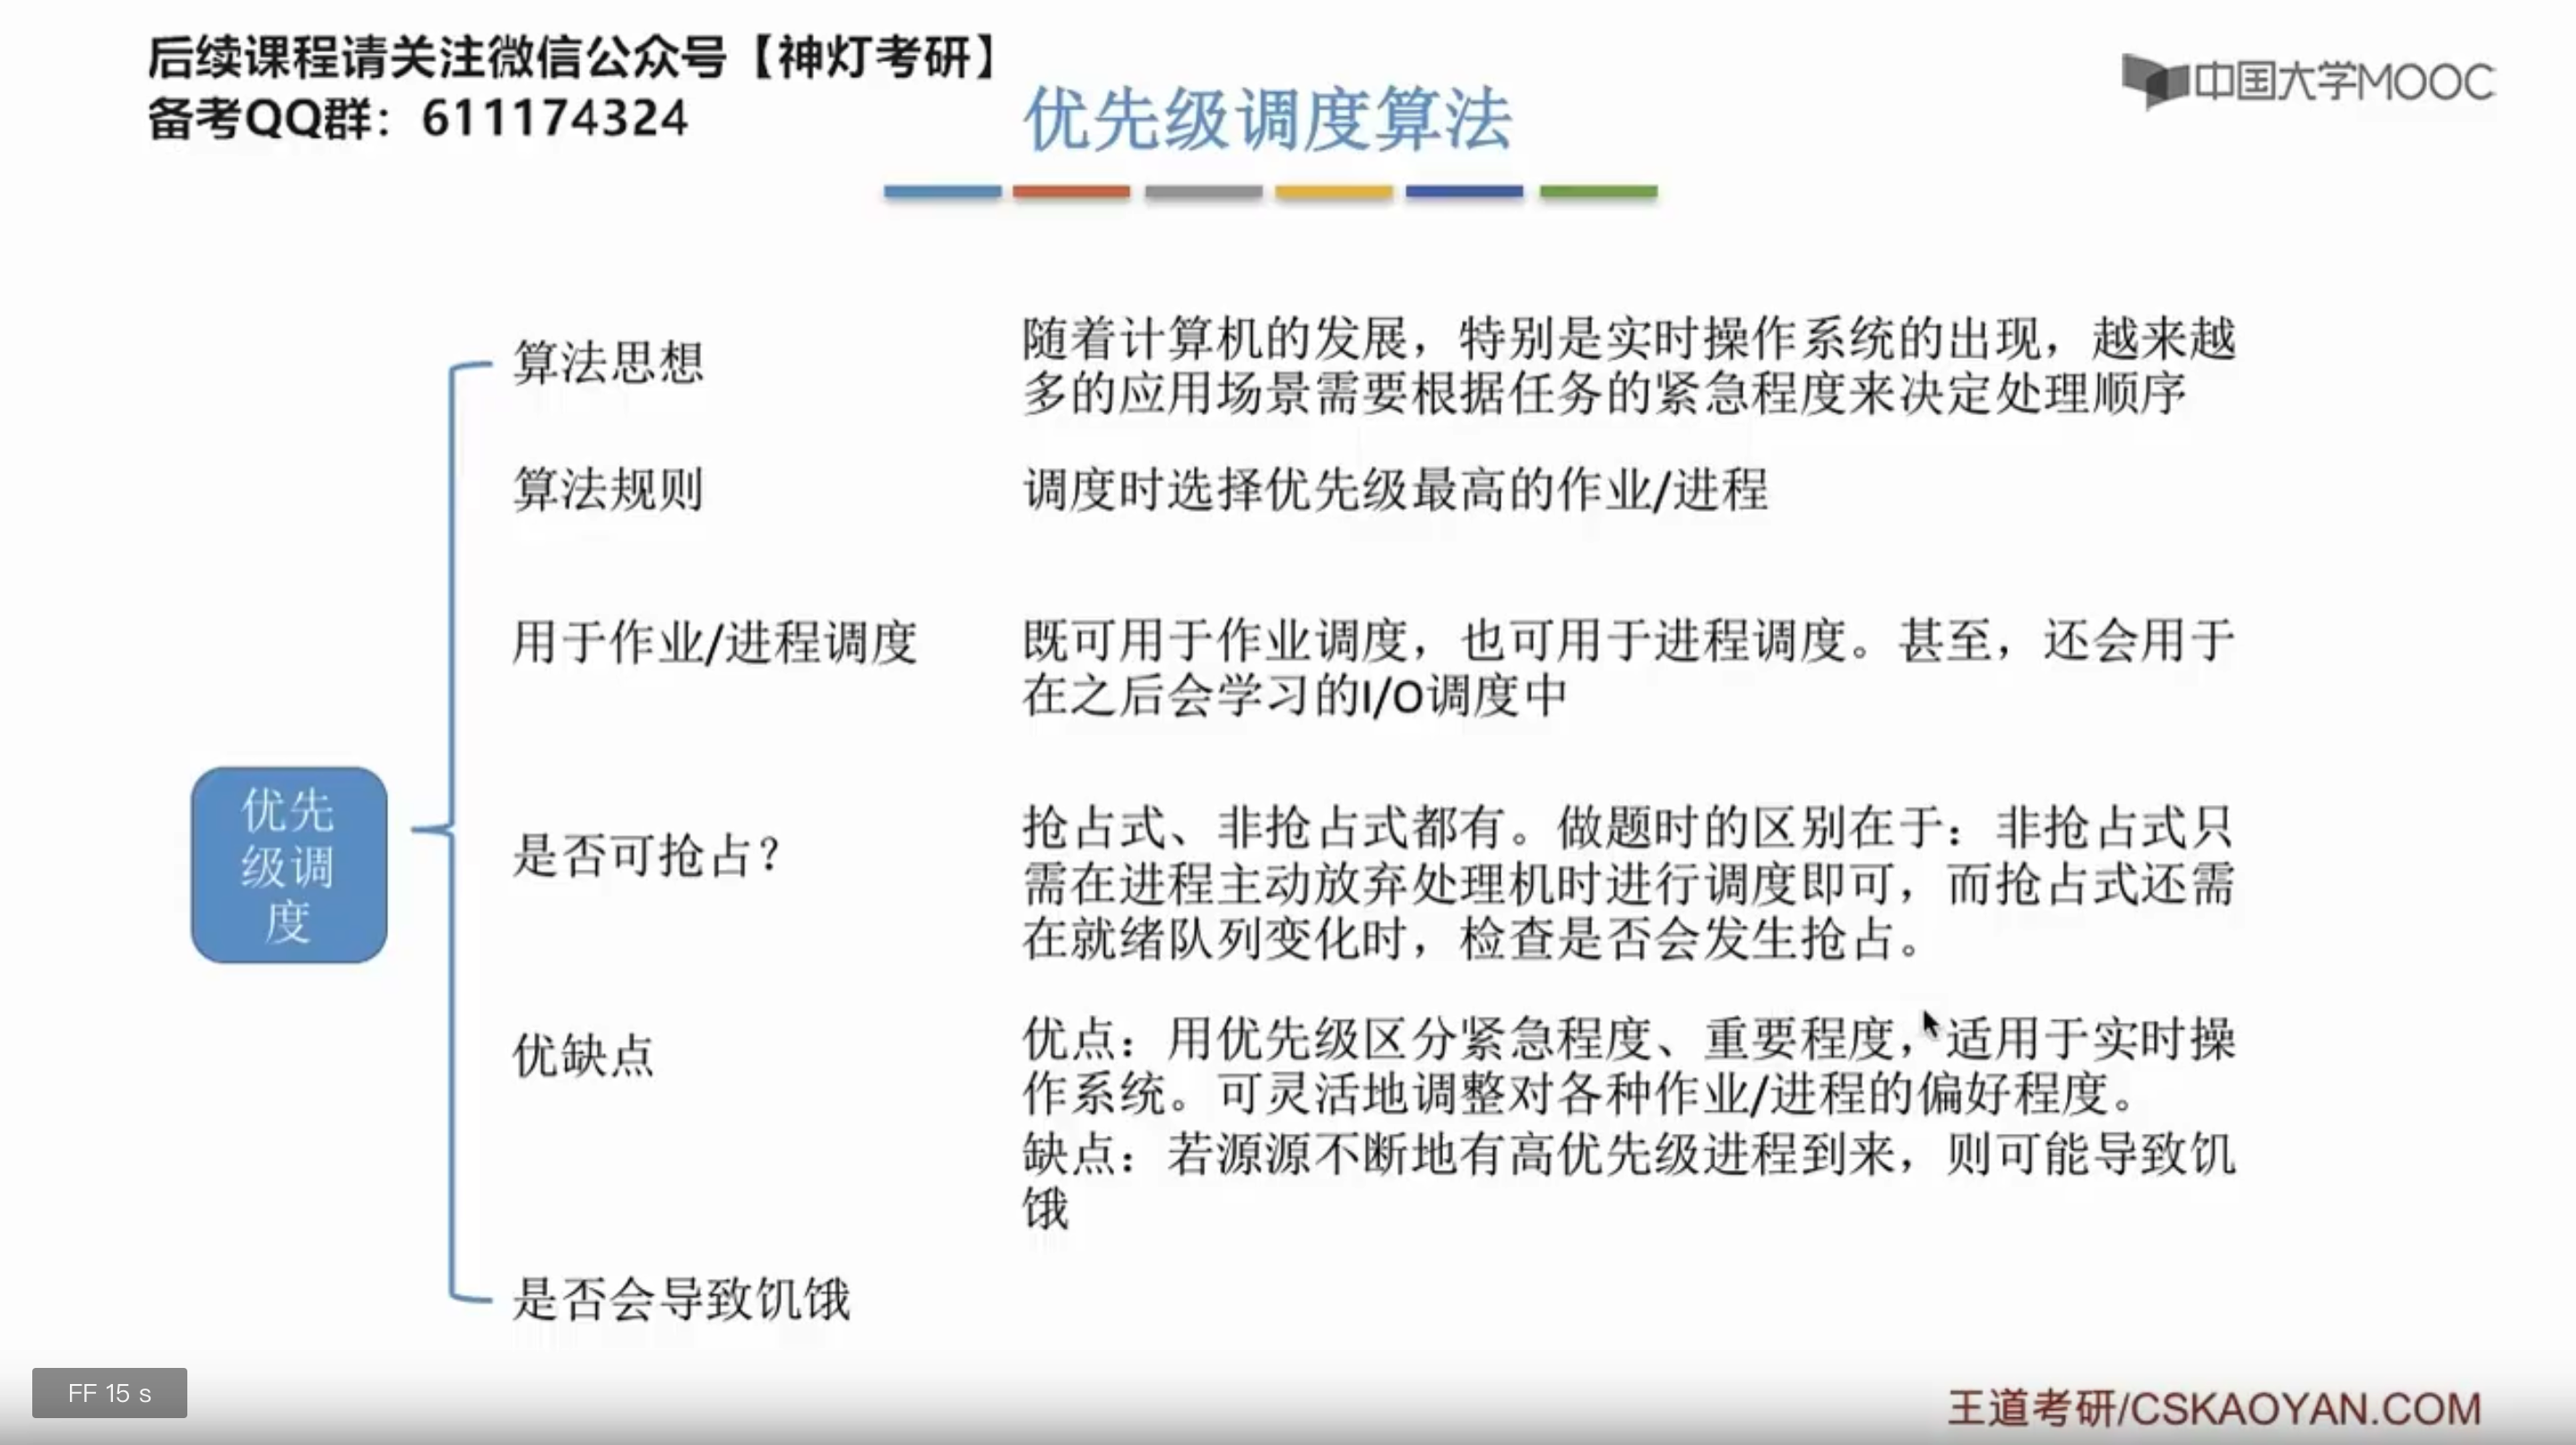 后续课程请关注微信公众号【神灯考研】
备考QQ群：611174324
中国大学MOOC
优先级调度算法
算法思想
随着计算机的发展，特别是实时操作系统的出现，越来越
多的应用场景需要根据任务的紧急程度来决定处理顺序
算法规则
调度时选择优先级最高的作业/进程
用于作业/进程调度
既可用于作业调度，也可用于进程调度。甚至，还会用于
在之后会学习的I/O调度中
优先
级调
度
是否可抢占？
抢占式、非抢占式都有。做题时的区别在于：非抢占式只
需在进程主动放弃处理机时进行调度即可，而抢占式还需
在就绪队列变化时，检查是否会发生抢占。
优缺点
优点：用优先级区分紧急程度、重要程度，适用于实时操
作系统。可灵活地调整对各种作业/进程的偏好程度。
缺点：若源源不断地有高优先级进程到来，则可能导致饥
饿
是否会导致饥饿
FF 15 s
王道考研/CSKAOYAN.COM